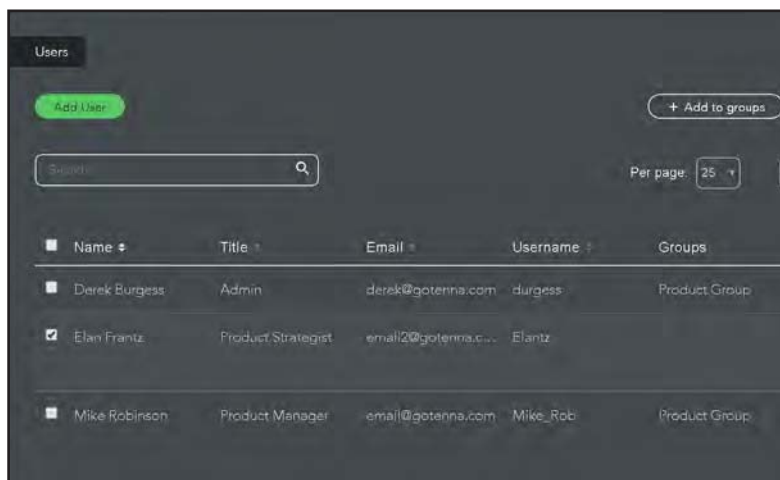 Users
Add User
+ Add to groups
Search
Per page: 25
Name Title Email Username Groups
Derek Burgess Admin derek@gotenna.com durgess Product Group
Elan Frantz Product Strategist email2@gotenna.c... Elantz
Mike Robinson Product Manager email@gotenna.com Mike_Rob Product Group